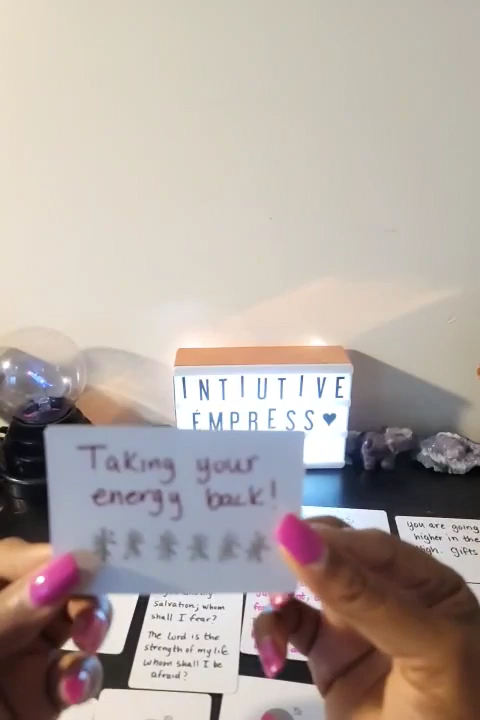 INTIUTIVE
EMPRESS♥
Taking your
energy back!
you are going
higher in the
gifts
salvation; whom
shall I fear?
The Lord is the
strength of my life
whom shall I be
afraid?